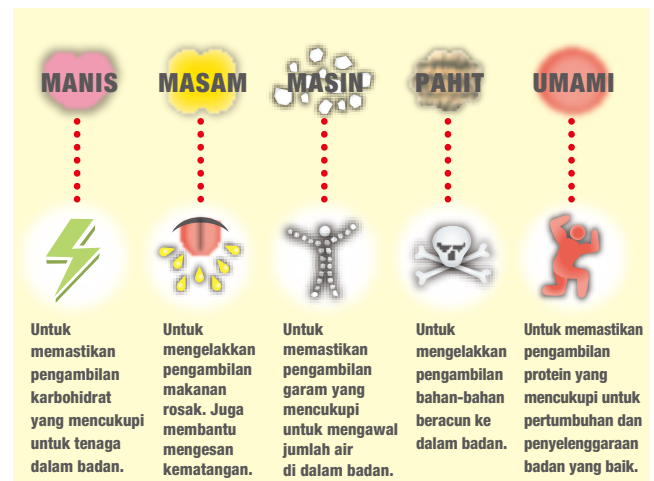 MANIS
MASAM
MASIN
PAHIT
UMAMI
Untuk
memastikan
pengambilan
karbohidrat
yang mencukupi
untuk tenaga
dalam badan.
Untuk
mengelakkan
pengambilan
makanan
rosak. Juga
membantu
mengesan
kematangan.
Untuk
memastikan
pengambilan
garam yang
mencukupi
untuk mengawal
jumlah air
di dalam badan.
Untuk
mengelakkan
pengambilan
bahan-bahan
beracun ke
dalam badan.
Untuk memastikan
pengambilan
protein yang
mencukupi untuk
pertumbuhan dan
penyelenggaraan
badan yang baik.